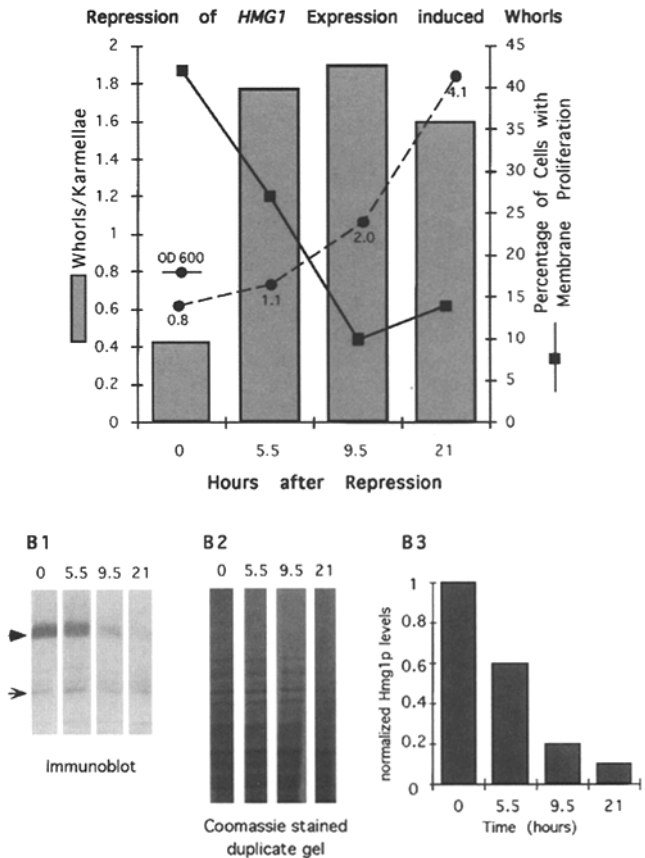 Repression of HMG1 Expression induced Whorls
2
1.8
1.6
1.4
1.2
1
0.8
0.6
0.4
0.2
0
Whorls/Karmellae
45
40
35
30
25
20
15
10
5
0
Percentage of Cells with
Membrane Proliferation
OD 600
0.8
1.1
2.0
4.1
0 5.5 9.5 21
Hours after Repression
B1
0 5.5 9.5 21
Immunoblot
B2
0 5.5 9.5 21
Coomassie stained
duplicate gel
B3
normalized Hmg1p levels
1
0.8
0.6
0.4
0.2
0
0 5.5 9.5 21
Time (hours)